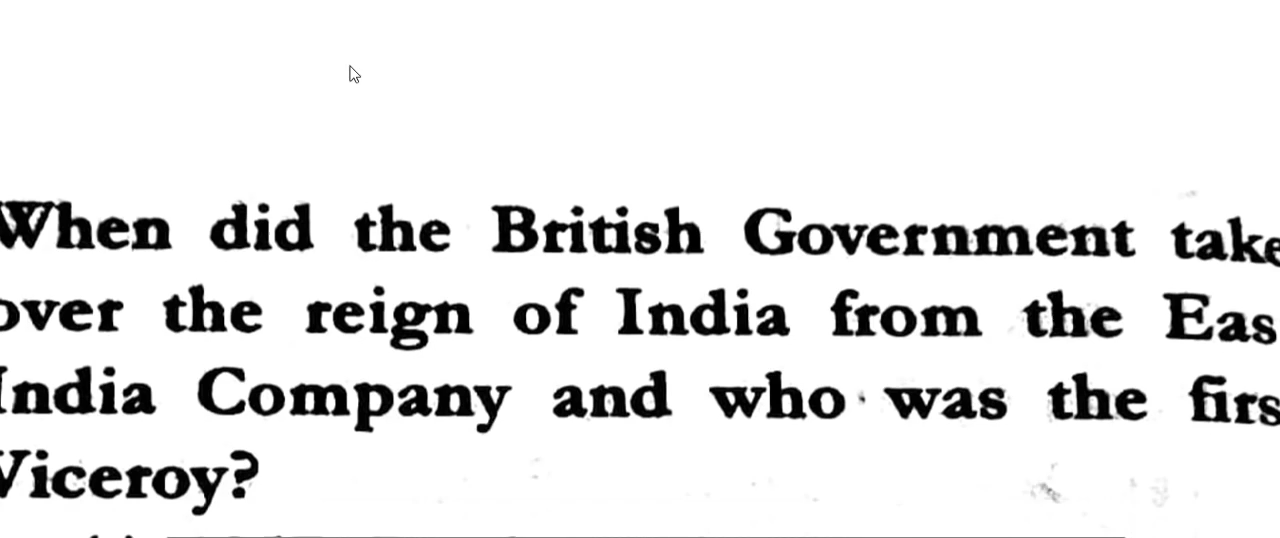 When did the British Government take
over the reign of India from the Eas
India Company and who was the firs
Viceroy?